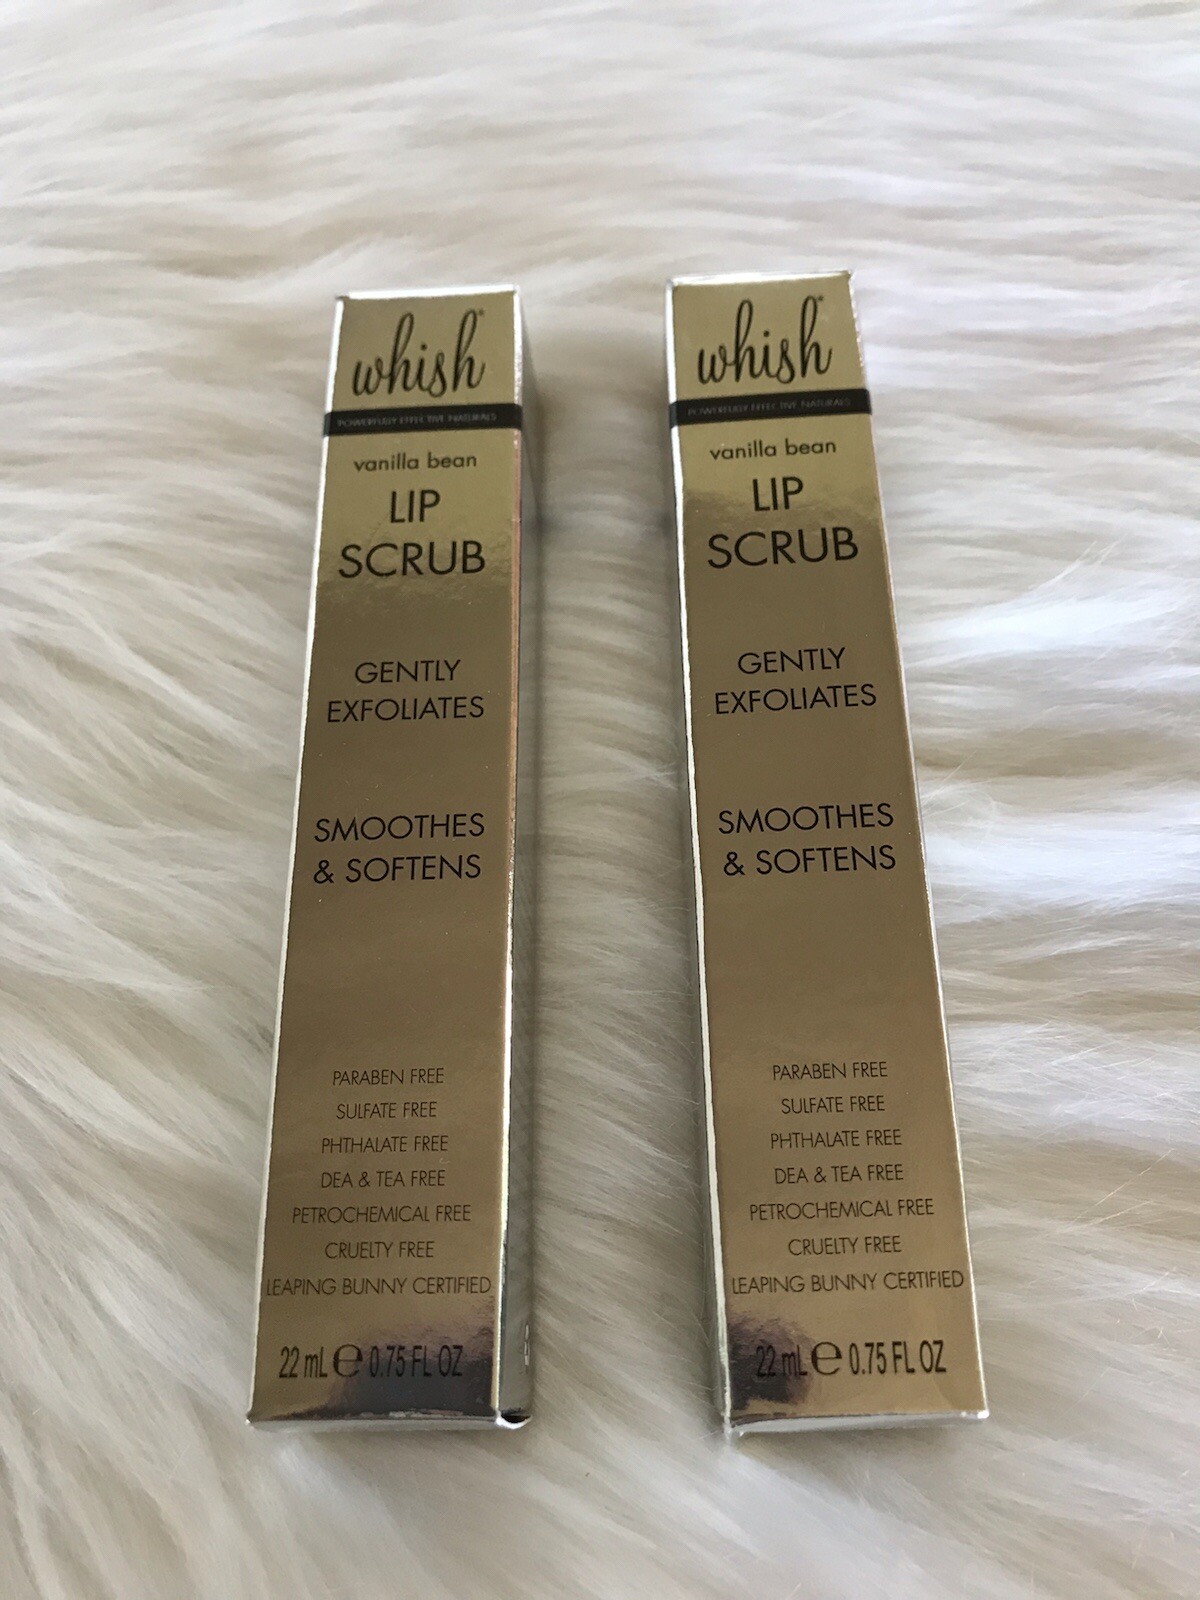 whish®
POWERFULLY EFFECTIVE NATURALS
vanilla bean
LIP
SCRUB
GENTLY
EXFOLIATES
SMOOTHES
& SOFTENS
PARABEN FREE
SULFATE FREE
PHTHALATE FREE
DEA & TEA FREE
PETROCHEMICAL FREE
CRUELTY FREE
LEAPING BUNNY CERTIFIED
22 mL ℮ 0.75 FL OZ
whish®
POWERFULLY EFFECTIVE NATURALS
vanilla bean
LIP
SCRUB
GENTLY
EXFOLIATES
SMOOTHES
& SOFTENS
PARABEN FREE
SULFATE FREE
PHTHALATE FREE
DEA & TEA FREE
PETROCHEMICAL FREE
CRUELTY FREE
LEAPING BUNNY CERTIFIED
22 mL ℮ 0.75 FL OZ